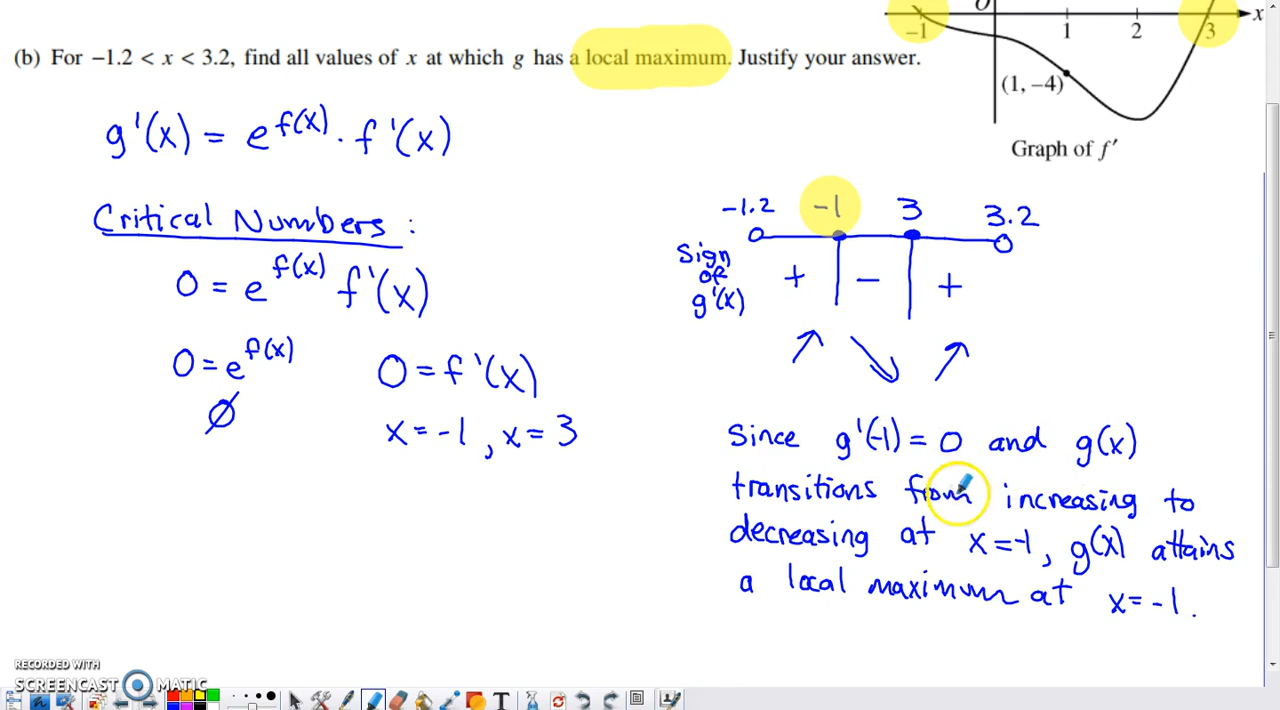 O
x
−1
1
2
3
(b) For −1.2 < x < 3.2, find all values of x at which g has a local maximum. Justify your answer.
(1, −4)
g'(x) = e^f(x) · f'(x)
Graph of f′
Critical Numbers :
-1.2 -1 3 3.2
Sign of g'(x)
+ − +
0 = e^f(x) f'(x)
0 = e^f(x)
0 = f'(x)
∅
x = -1, x = 3
Since g'(-1) = 0 and g(x)
transitions from increasing to
decreasing at x=-1, g(x) attains
a local maximum at x=-1.
RECORDED WITH
SCREENCAST MATIC
T